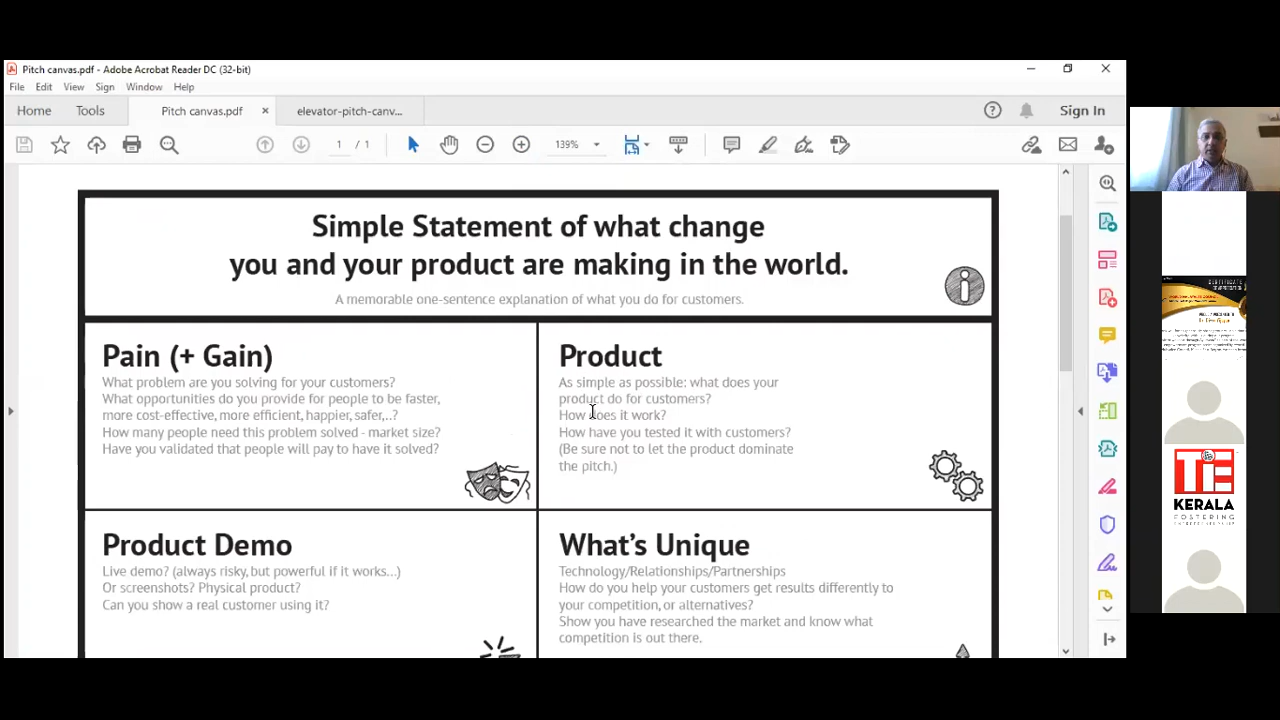 Pitch canvas.pdf - Adobe Acrobat Reader DC (32-bit)
File Edit View Sign Window Help
Home Tools Pitch canvas.pdf × elevator-pitch-canv... Sign In
1 / 1 139%
Simple Statement of what change
you and your product are making in the world.
A memorable one-sentence explanation of what you do for customers.
Pain (+ Gain)
What problem are you solving for your customers?
What opportunities do you provide for people to be faster,
more cost-effective, more efficient, happier, safer,..?
How many people need this problem solved - market size?
Have you validated that people will pay to have it solved?
Product
As simple as possible: what does your
product do for customers?
How does it work?
How have you tested it with customers?
(Be sure not to let the product dominate
the pitch.)
Product Demo
Live demo? (always risky, but powerful if it works...)
Or screenshots? Physical product?
Can you show a real customer using it?
What's Unique
Technology/Relationships/Partnerships
How do you help your customers get results differently to
your competition, or alternatives?
Show you have researched the market and know what
competition is out there.
CERTIFICATE
TiE
KERALA
FOSTERING
ENTREPRENEURSHIP